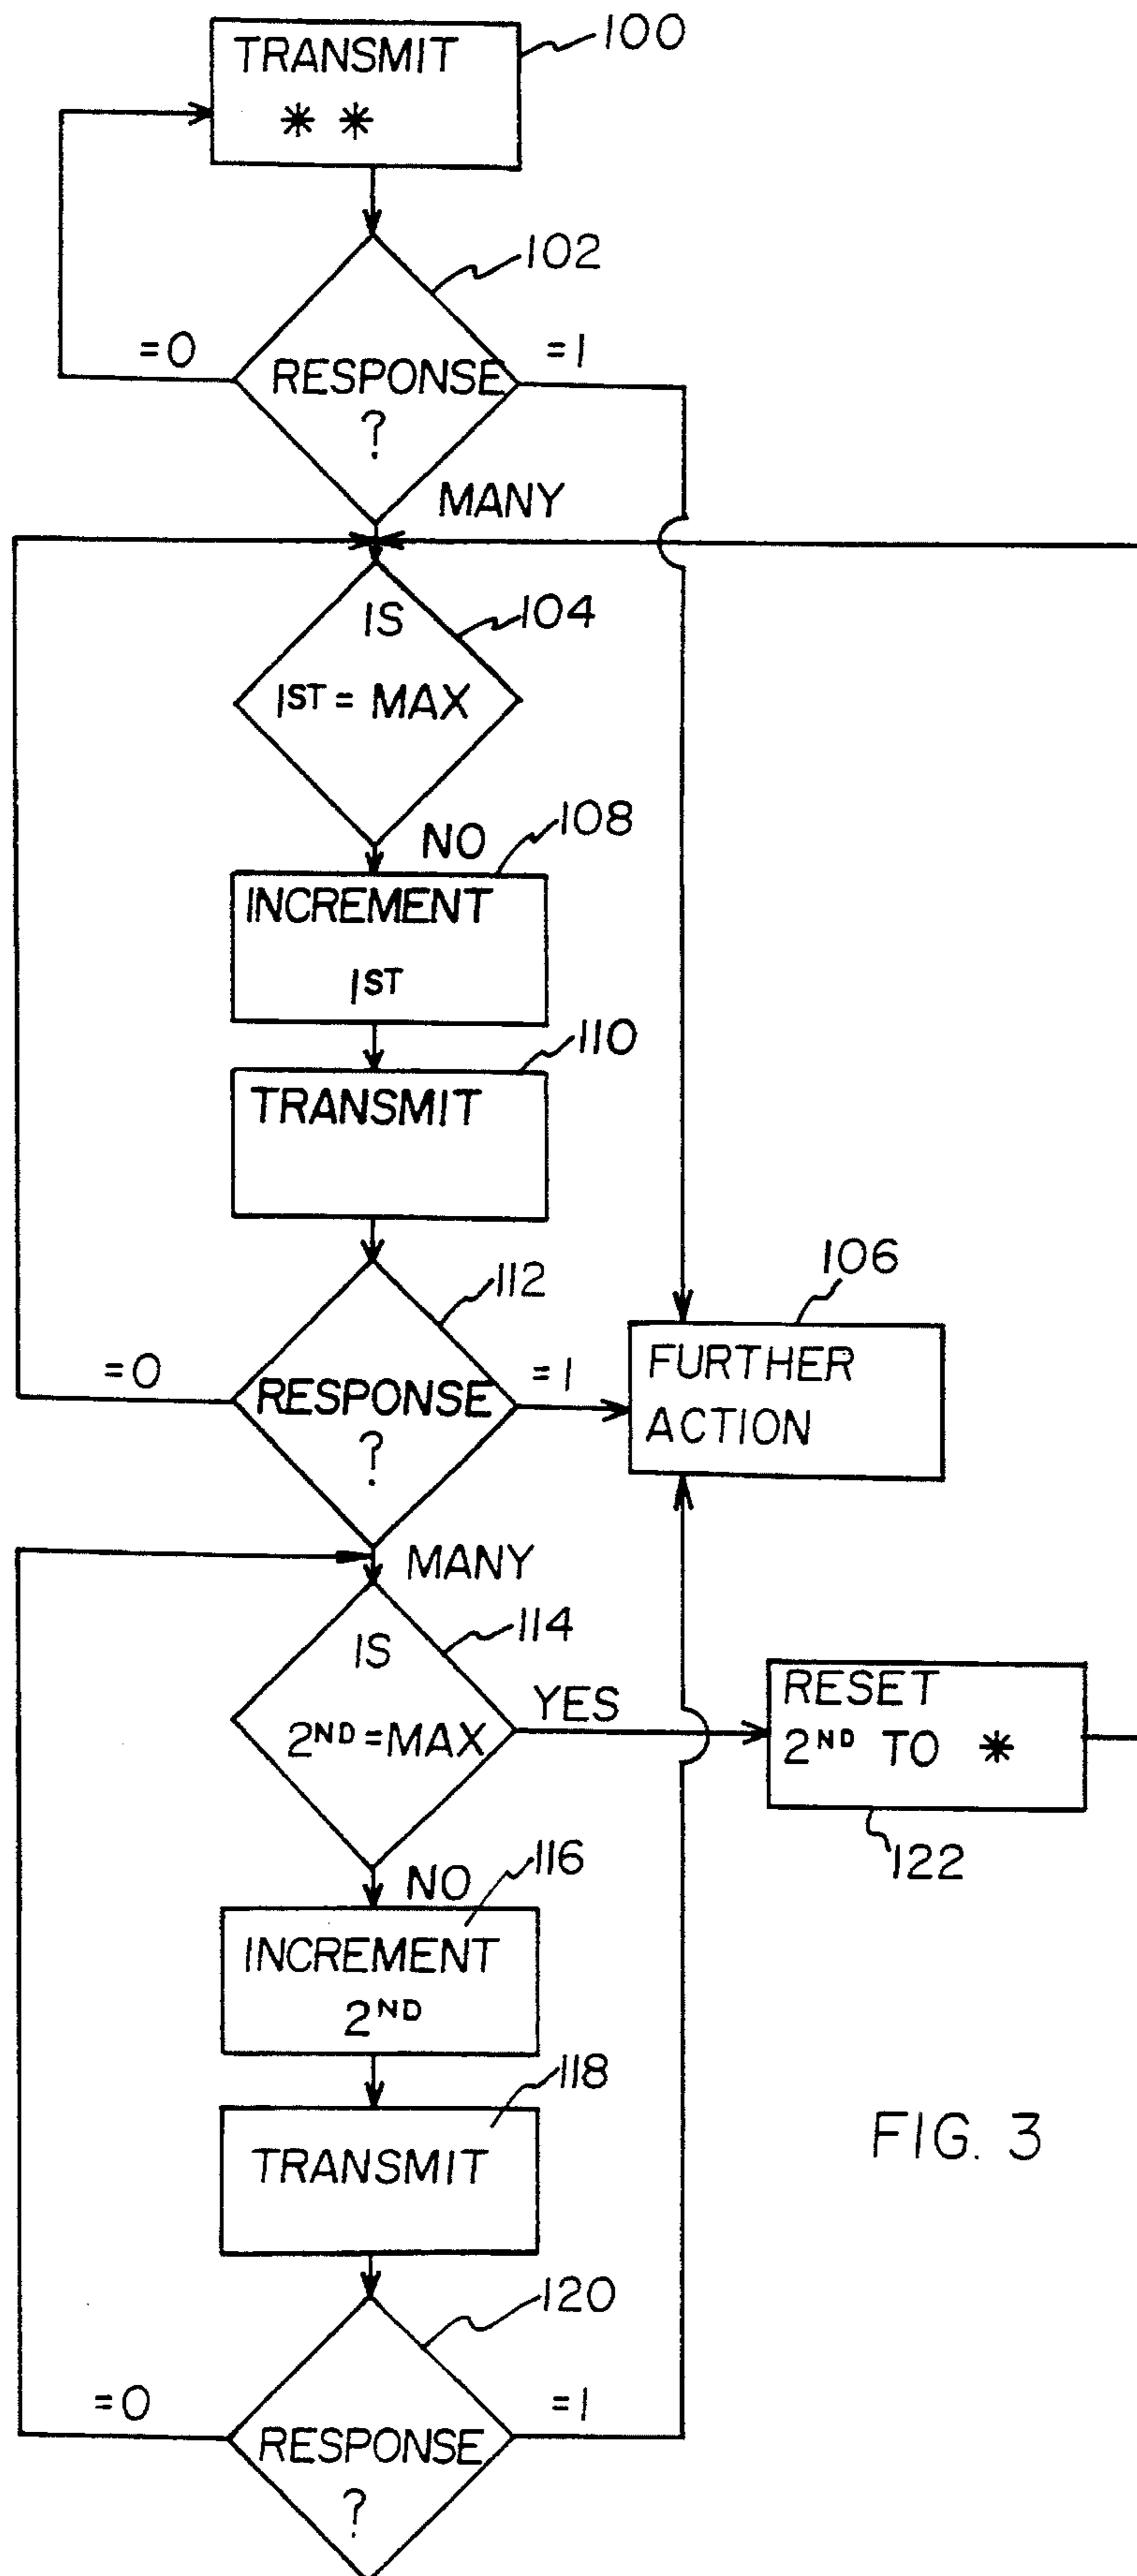 TRANSMIT
* *
100
102
=0
=1
RESPONSE
?
MANY
IS
104
1ST = MAX
NO
108
INCREMENT
1ST
110
TRANSMIT
112
=0
=1
RESPONSE
?
106
FURTHER
ACTION
MANY
IS
114
2ND = MAX
YES
RESET
2ND TO *
122
NO
116
INCREMENT
2ND
118
TRANSMIT
FIG. 3
120
=0
=1
RESPONSE
?